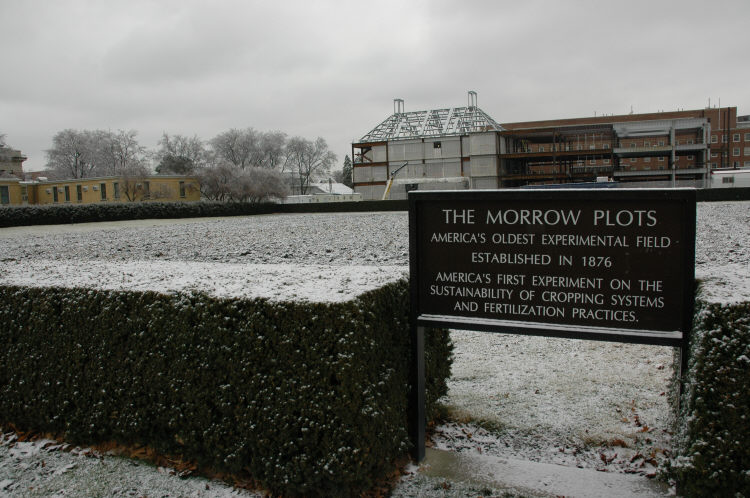 THE MORROW PLOTS
AMERICA'S OLDEST EXPERIMENTAL FIELD
ESTABLISHED IN 1876
AMERICA'S FIRST EXPERIMENT ON THE
SUSTAINABILITY OF CROPPING SYSTEMS
AND FERTILIZATION PRACTICES.